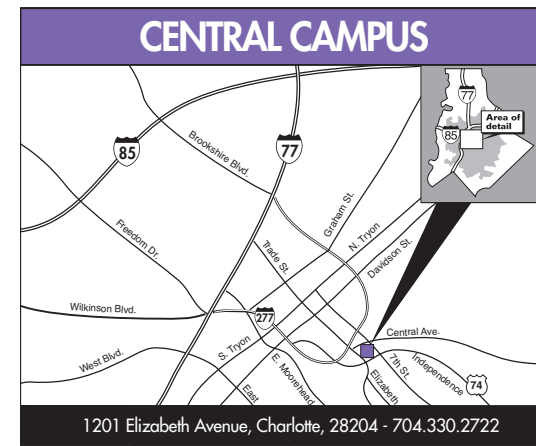 CENTRAL CAMPUS
77
Area of
detail
85
85
77
Brookshire Blvd.
Graham St.
Freedom Dr.
Trade St.
N. Tryon
Davidson St.
Wilkinson Blvd.
277
Central Ave.
S. Tryon
West Blvd.
E. Moorehead
7th St.
Independence
74
East
Elizabeth
1201 Elizabeth Avenue, Charlotte, 28204 - 704.330.2722